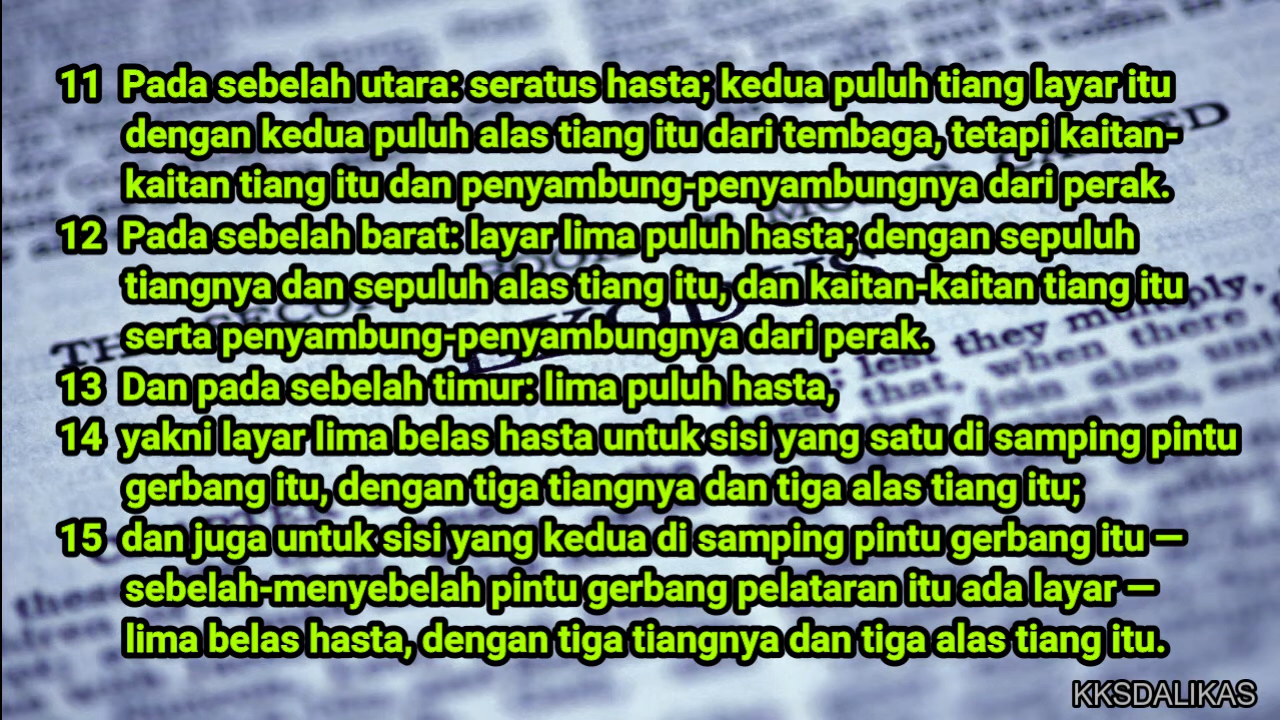 11 Pada sebelah utara: seratus hasta; kedua puluh tiang layar itu
dengan kedua puluh alas tiang itu dari tembaga, tetapi kaitan-
kaitan tiang itu dan penyambung-penyambungnya dari perak.
12 Pada sebelah barat: layar lima puluh hasta; dengan sepuluh
tiangnya dan sepuluh alas tiang itu, dan kaitan-kaitan tiang itu
serta penyambung-penyambungnya dari perak.
13 Dan pada sebelah timur: lima puluh hasta,
14 yakni layar lima belas hasta untuk sisi yang satu di samping pintu
gerbang itu, dengan tiga tiangnya dan tiga alas tiang itu;
15 dan juga untuk sisi yang kedua di samping pintu gerbang itu —
sebelah-menyebelah pintu gerbang pelataran itu ada layar —
lima belas hasta, dengan tiga tiangnya dan tiga alas tiang itu.
KKSDALIKAS